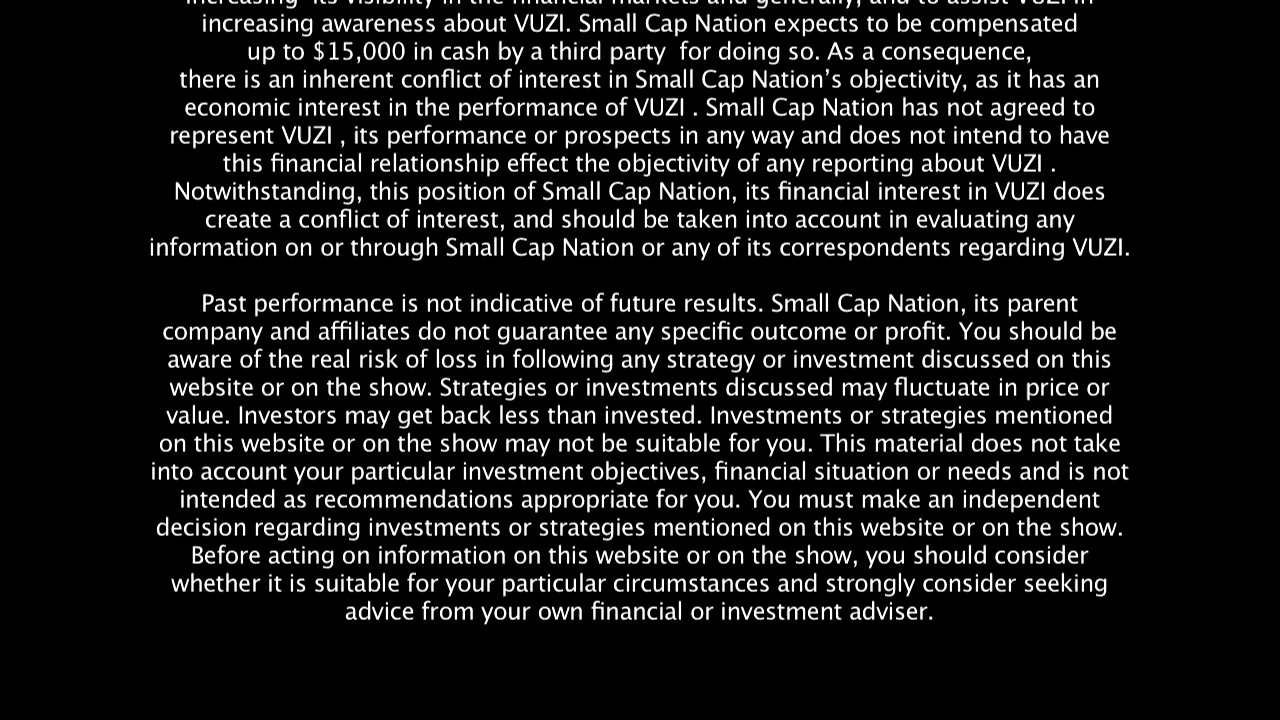 increasing its visibility in the financial markets and generally, and to assist VUZI in
increasing awareness about VUZI. Small Cap Nation expects to be compensated
up to $15,000 in cash by a third party  for doing so. As a consequence,
there is an inherent conflict of interest in Small Cap Nation’s objectivity, as it has an
economic interest in the performance of VUZI . Small Cap Nation has not agreed to
represent VUZI , its performance or prospects in any way and does not intend to have
this financial relationship effect the objectivity of any reporting about VUZI .
Notwithstanding, this position of Small Cap Nation, its financial interest in VUZI does
create a conflict of interest, and should be taken into account in evaluating any
information on or through Small Cap Nation or any of its correspondents regarding VUZI.
Past performance is not indicative of future results. Small Cap Nation, its parent
company and affiliates do not guarantee any specific outcome or profit. You should be
aware of the real risk of loss in following any strategy or investment discussed on this
website or on the show. Strategies or investments discussed may fluctuate in price or
value. Investors may get back less than invested. Investments or strategies mentioned
on this website or on the show may not be suitable for you. This material does not take
into account your particular investment objectives, financial situation or needs and is not
intended as recommendations appropriate for you. You must make an independent
decision regarding investments or strategies mentioned on this website or on the show.
Before acting on information on this website or on the show, you should consider
whether it is suitable for your particular circumstances and strongly consider seeking
advice from your own financial or investment adviser.